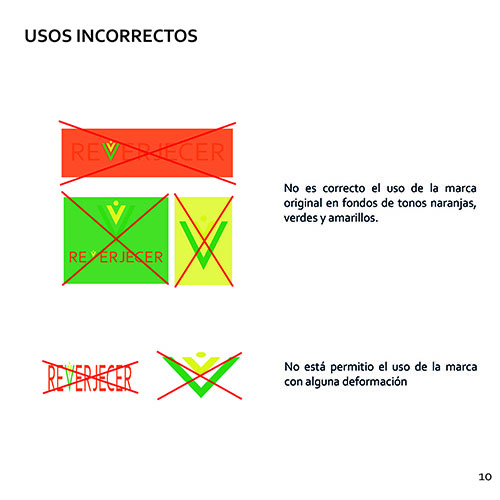 USOS INCORRECTOS
REVERJECER
No es correcto el uso de la marca
original en fondos de tonos naranjas,
verdes y amarillos.
REVERJECER
REVERJECER
No está permitio el uso de la marca
con alguna deformación
10